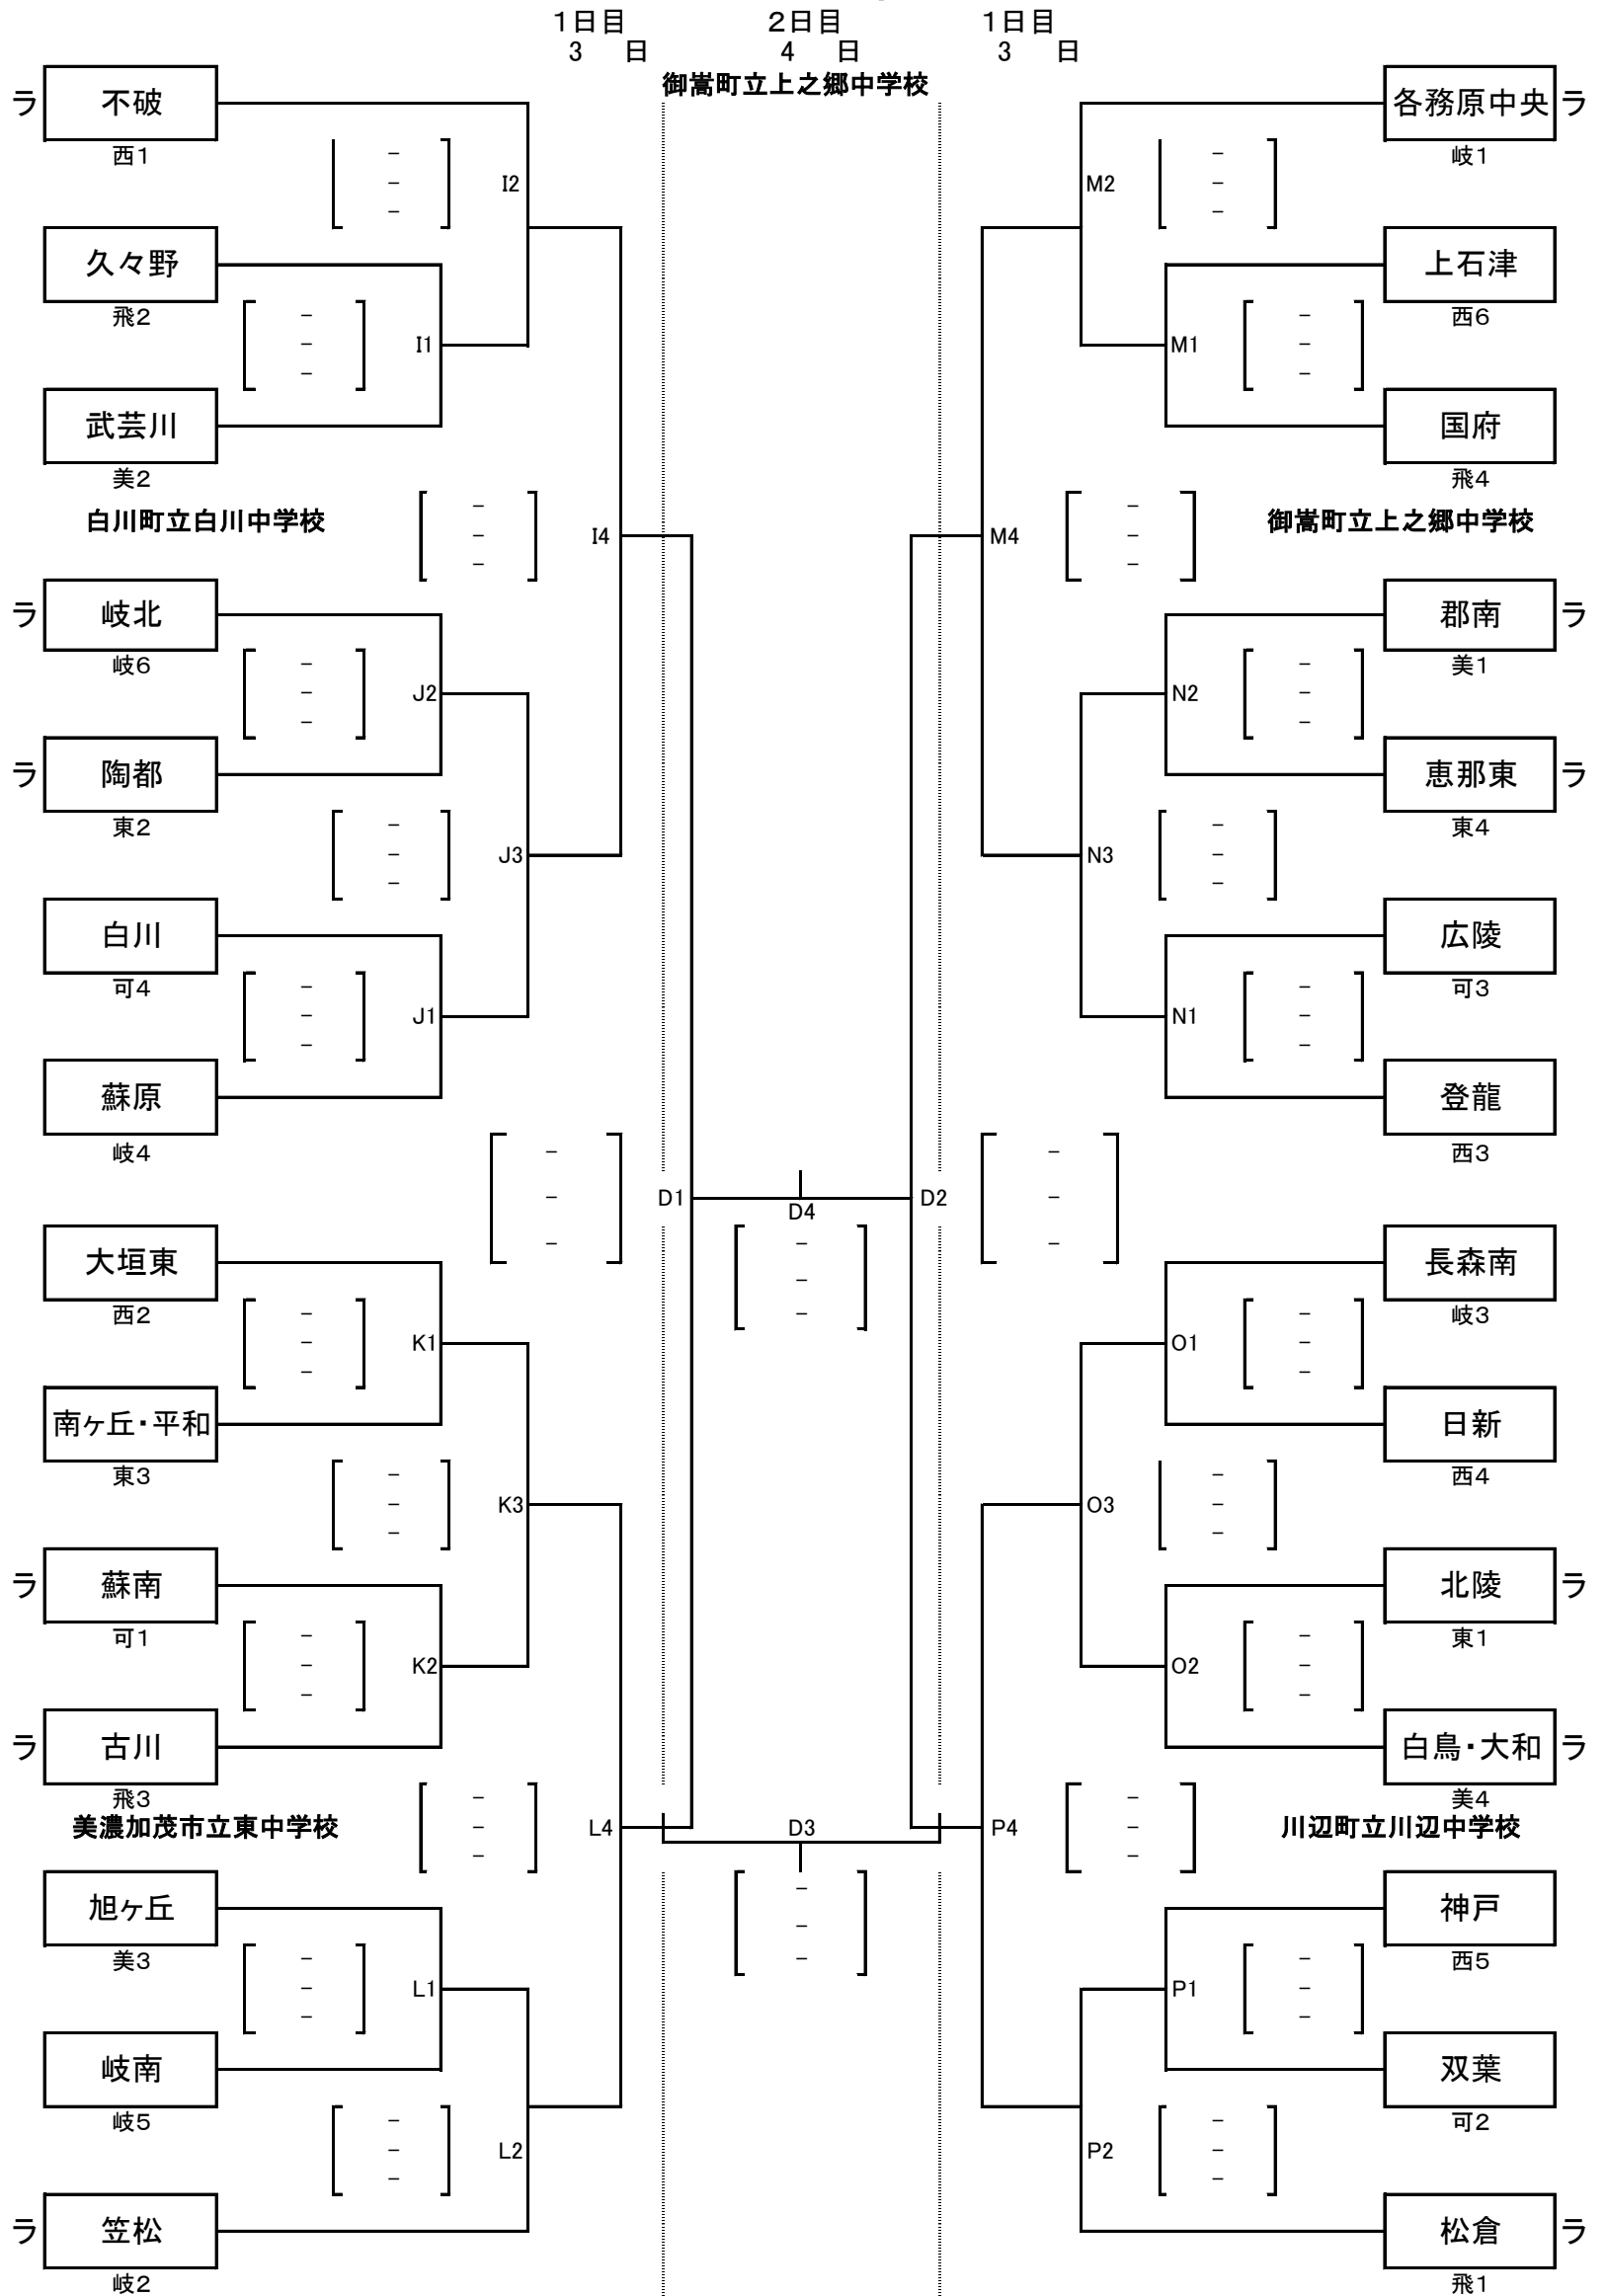 1日目 2日目 1日目
3 日 4 日 3 日
御嵩町立上之郷中学校
ラ 不破 各務原中央 ラ
西1 岐1
- -
I2 - - M2
- -
久々野 上石津
飛2 西6
- -
I1 - - M1
- -
武芸川 国府
美2 飛4
白川町立白川中学校 御嵩町立上之郷中学校
- -
- I4 M4 -
- -
ラ 岐北 郡南 ラ
岐6 美1
- -
- J2 N2 -
- -
ラ 陶都 恵那東 ラ
東2 東4
- -
- J3 N3 -
- -
白川 広陵
可4 可3
- -
- J1 N1 -
- -
蘇原 登龍
岐4 西3
- -
- D1 D2 -
D4
- - -
-
-
大垣東 長森南
西2 岐3
- -
- K1 O1 -
- -
南ヶ丘・平和 日新
東3 西4
- -
- K3 O3 -
- -
ラ 蘇南 北陵 ラ
可1 東1
- -
- K2 O2 -
- -
ラ 古川 白鳥・大和 ラ
飛3 美4
美濃加茂市立東中学校 川辺町立川辺中学校
- -
- L4 D3 P4 -
- -
-
-
-
旭ヶ丘 神戸
美3 西5
- -
- L1 P1 -
- -
岐南 双葉
岐5 可2
- -
- L2 P2 -
- -
ラ 笠松 松倉 ラ
岐2 飛1